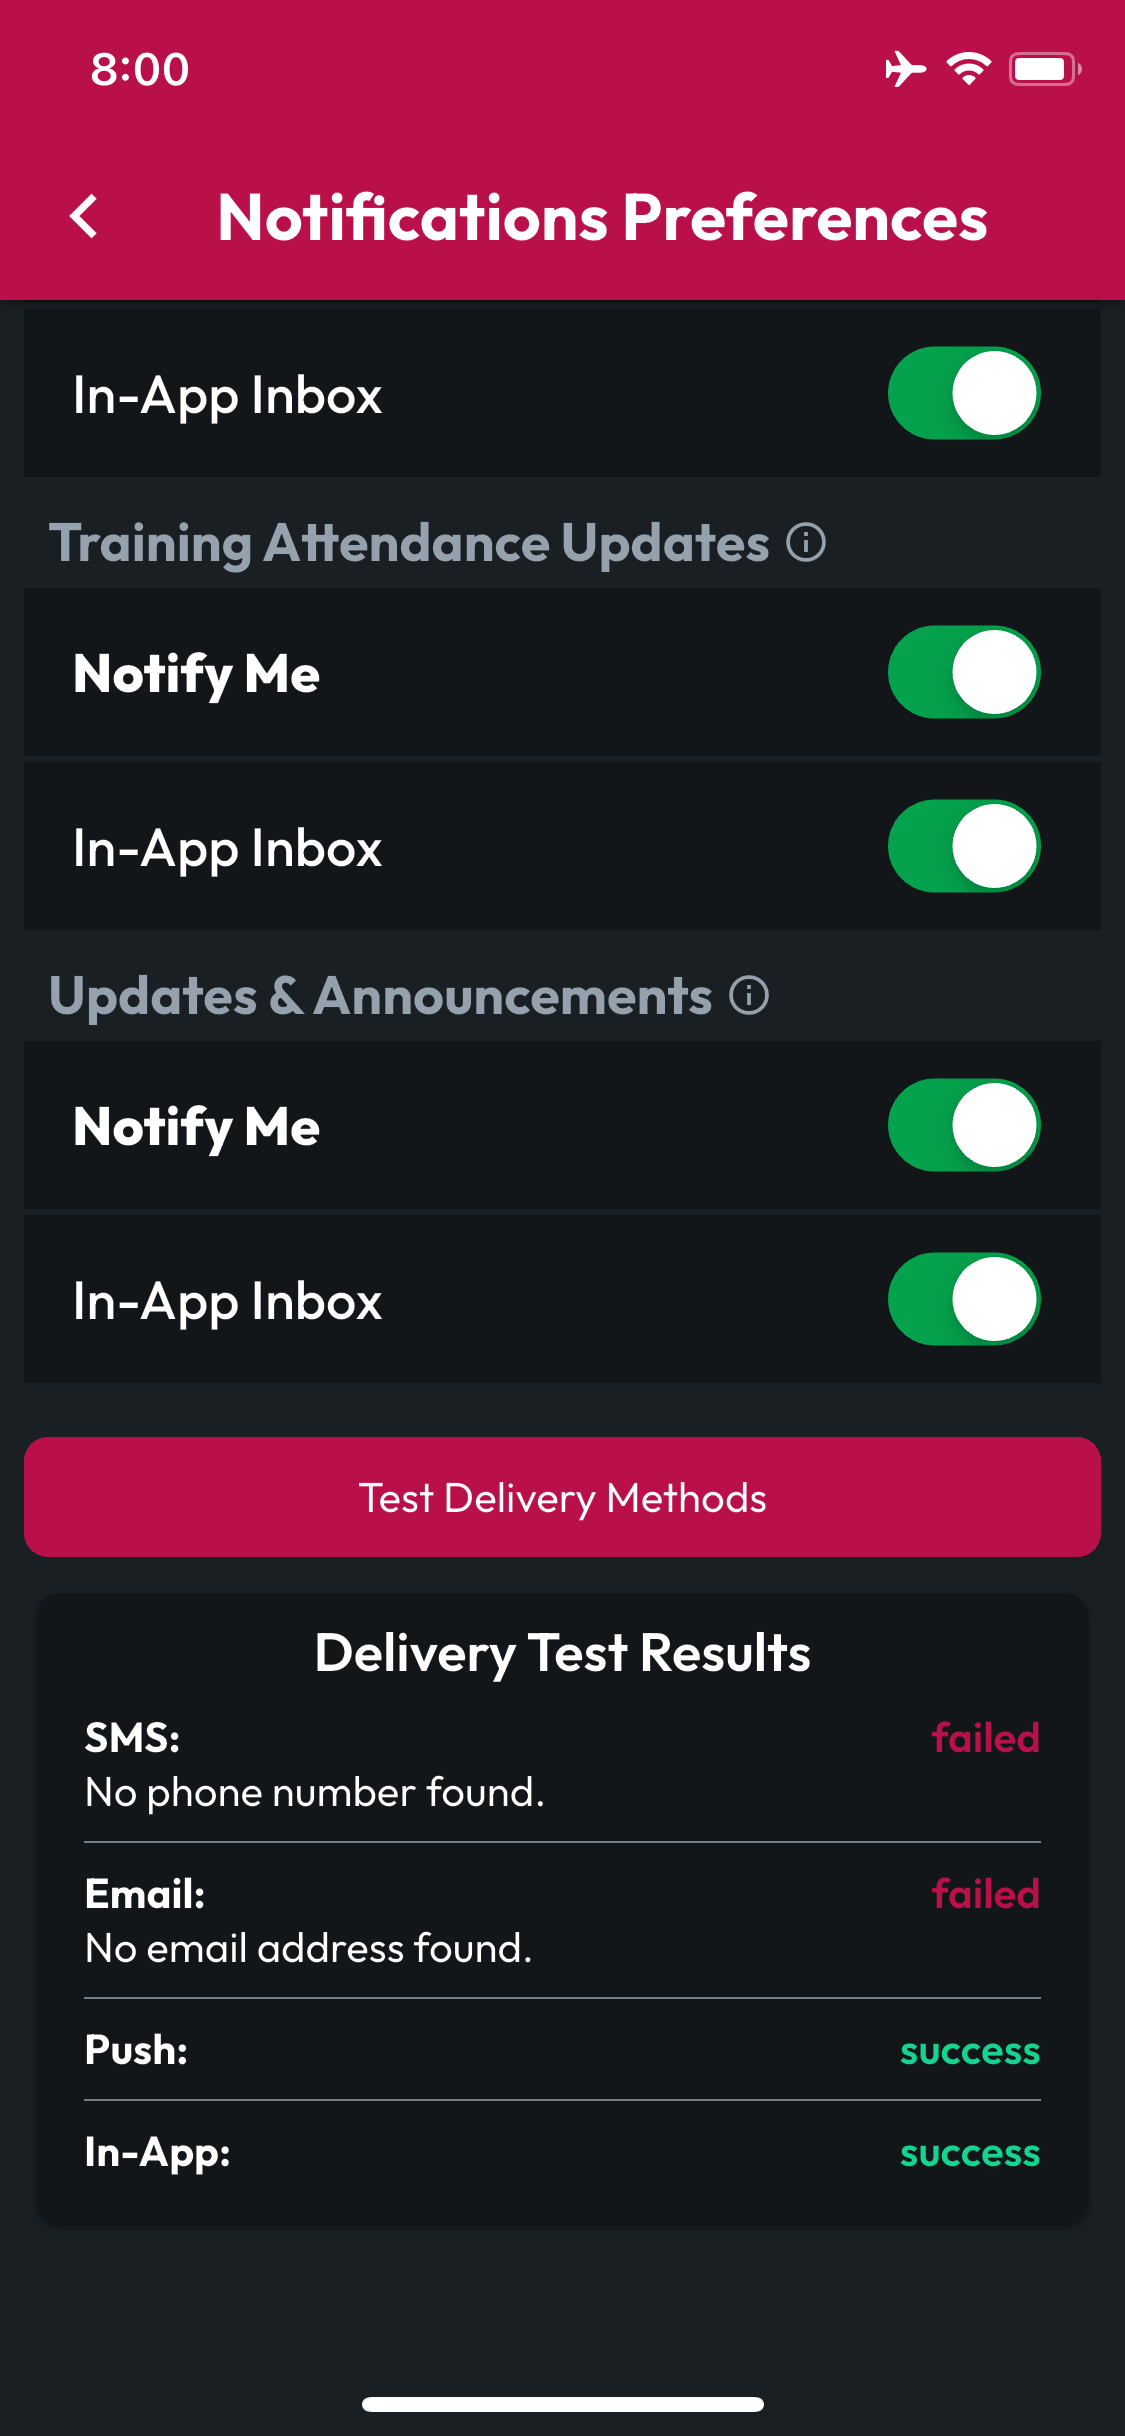 8:00
Notifications Preferences
In-App Inbox
Training Attendance Updates
Notify Me
In-App Inbox
Updates & Announcements
Notify Me
In-App Inbox
Test Delivery Methods
Delivery Test Results
SMS: failed
No phone number found.
Email: failed
No email address found.
Push: success
In-App: success